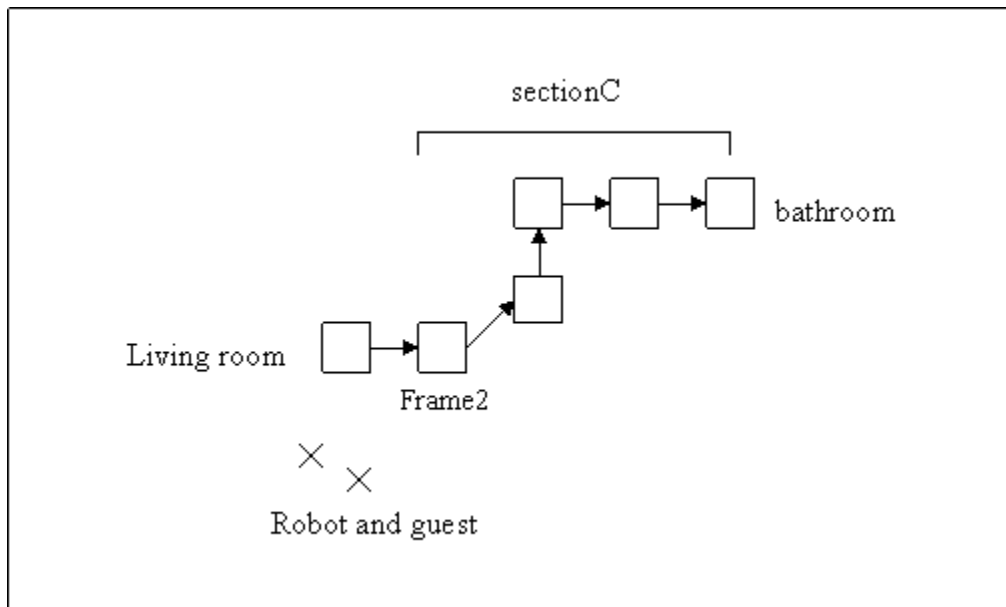 sectionC
bathroom
Living room
Frame2
Robot and guest